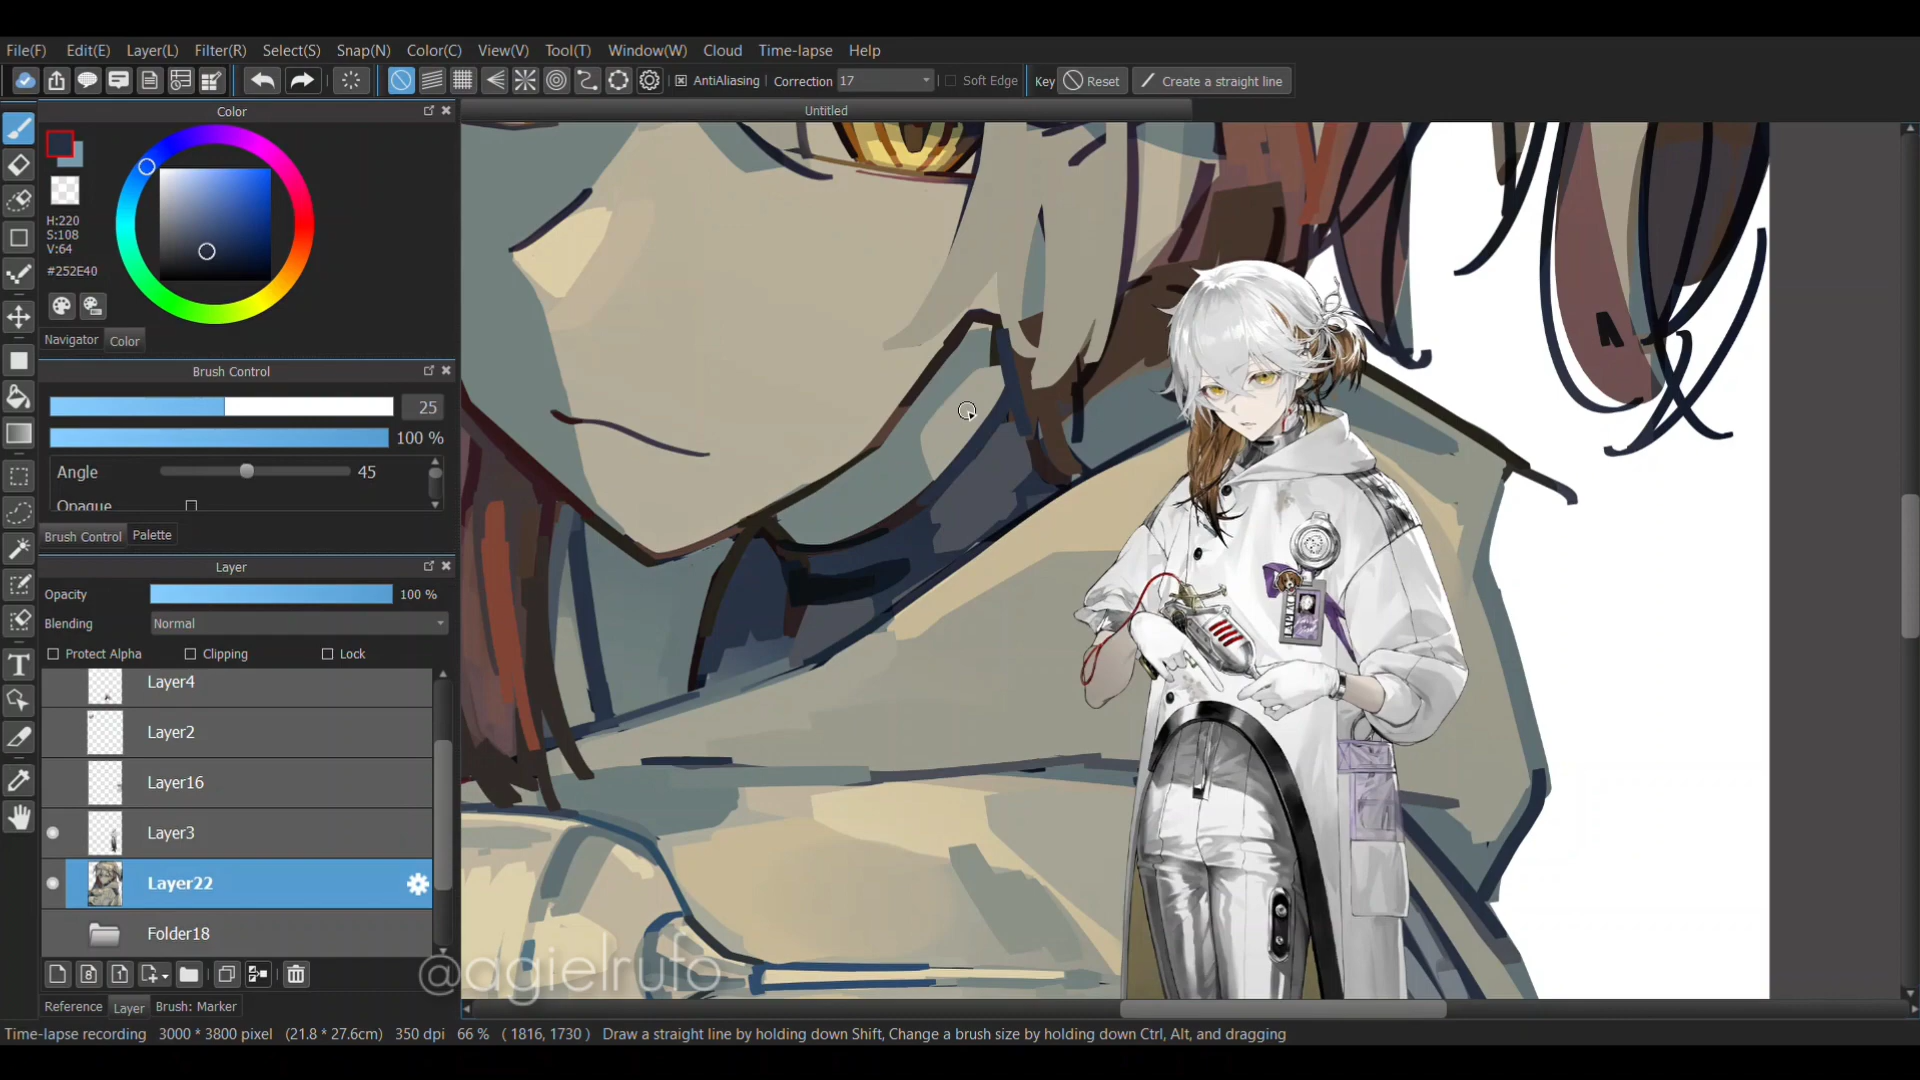 File(F) Edit(E) Layer(L) Filter(R) Select(S) Snap(N) Color(C) View(V) Tool(T) Window(W) Cloud Time-lapse Help
AntiAliasing Correction 17 Soft Edge Key Reset Create a straight line
Color
Untitled
H:220
S:108
V:64
#252E40
Navigator Color
Brush Control
25
100 %
Angle 45
Opaque
Brush Control Palette
Layer
Opacity 100 %
Blending Normal
Protect Alpha Clipping Lock
Layer4
Layer2
Layer16
Layer3
Layer22
Folder18
@agielrufo
Reference Layer Brush: Marker
Time-lapse recording 3000 * 3800 pixel (21.8 * 27.6cm) 350 dpi 66 % ( 1816, 1730 ) Draw a straight line by holding down Shift, Change a brush size by holding down Ctrl, Alt, and dragging